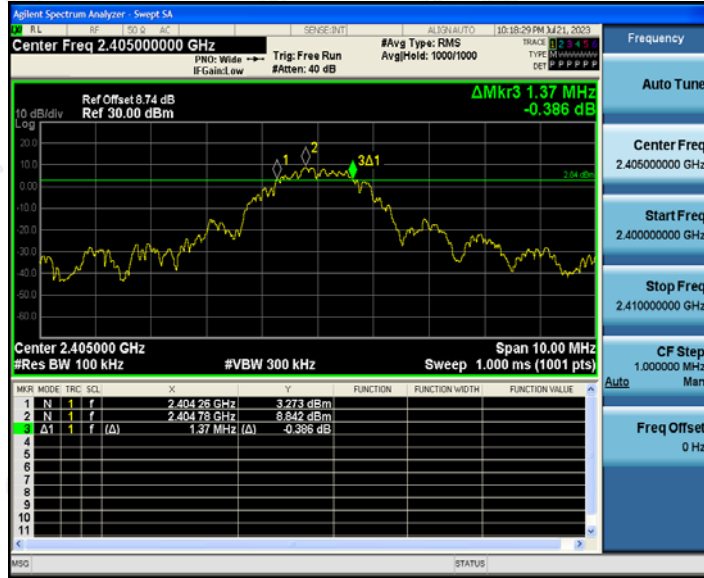 Agilent Spectrum Analyzer - Swept SA
RL RF 50 Ω AC SENSE:INT ALIGNAUTO 10:18:29 PM Jul 21, 2023
Center Freq 2.405000000 GHz
PNO: Wide
IFGain:Low
Trig: Free Run
#Atten: 40 dB
#Avg Type: RMS
Avg|Hold: 1000/1000
TRACE 1 2 3 4 5 6
TYPE M WWWWW
DET P P P P P P
Frequency
Auto Tune
Center Freq
2.405000000 GHz
Start Freq
2.400000000 GHz
Stop Freq
2.410000000 GHz
CF Step
1.000000 MHz
Auto Man
Freq Offset
0 Hz
ΔMkr3 1.37 MHz
-0.386 dB
Ref Offset 8.74 dB
10 dB/div Ref 30.00 dBm
Log
20.0
10.0
0.00
-10.0
-20.0
-30.0
-40.0
-50.0
-60.0
1
2
3Δ1
2.84 dBm
Center 2.405000 GHz Span 10.00 MHz
#Res BW 100 kHz #VBW 300 kHz Sweep 1.000 ms (1001 pts)
MKR MODE TRC SCL X Y FUNCTION FUNCTION WIDTH FUNCTION VALUE
1 N 1 f 2.404 26 GHz 3.273 dBm
2 N 1 f 2.404 78 GHz 8.842 dBm
3 Δ1 1 f (Δ) 1.37 MHz (Δ) -0.386 dB
4
5
6
7
8
9
10
11
MSG STATUS